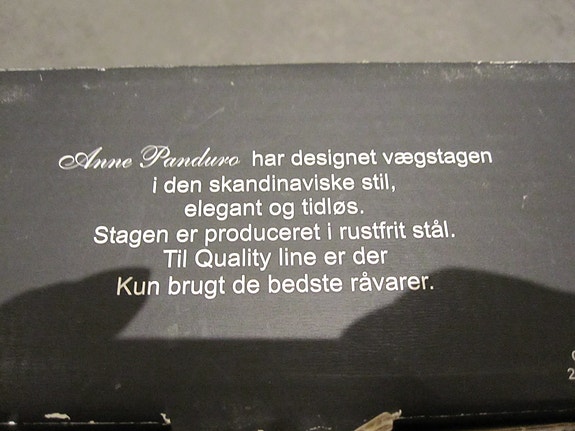 Anne Panduro har designet vægstagen
i den skandinaviske stil,
elegant og tidløs.
Stagen er produceret i rustfrit stål.
Til Quality line er der
Kun brugt de bedste råvarer.